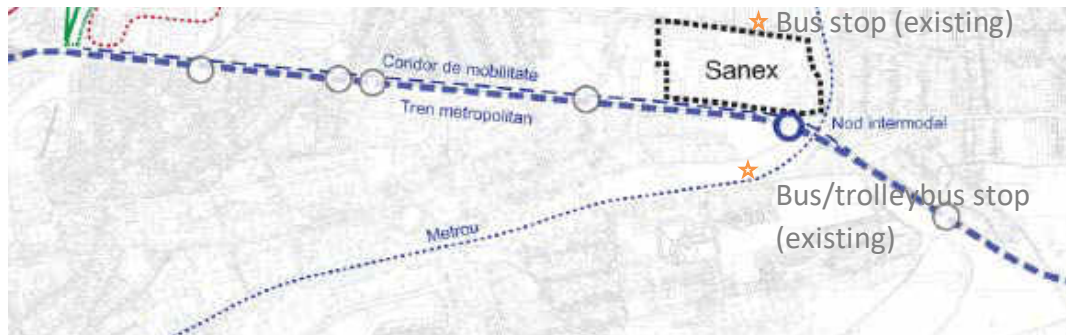 Bus stop (existing)
Coridor de mobilitate
Sanex
Tren metropolitan
Nod intermodal
Bus/trolleybus stop
(existing)
Metrou